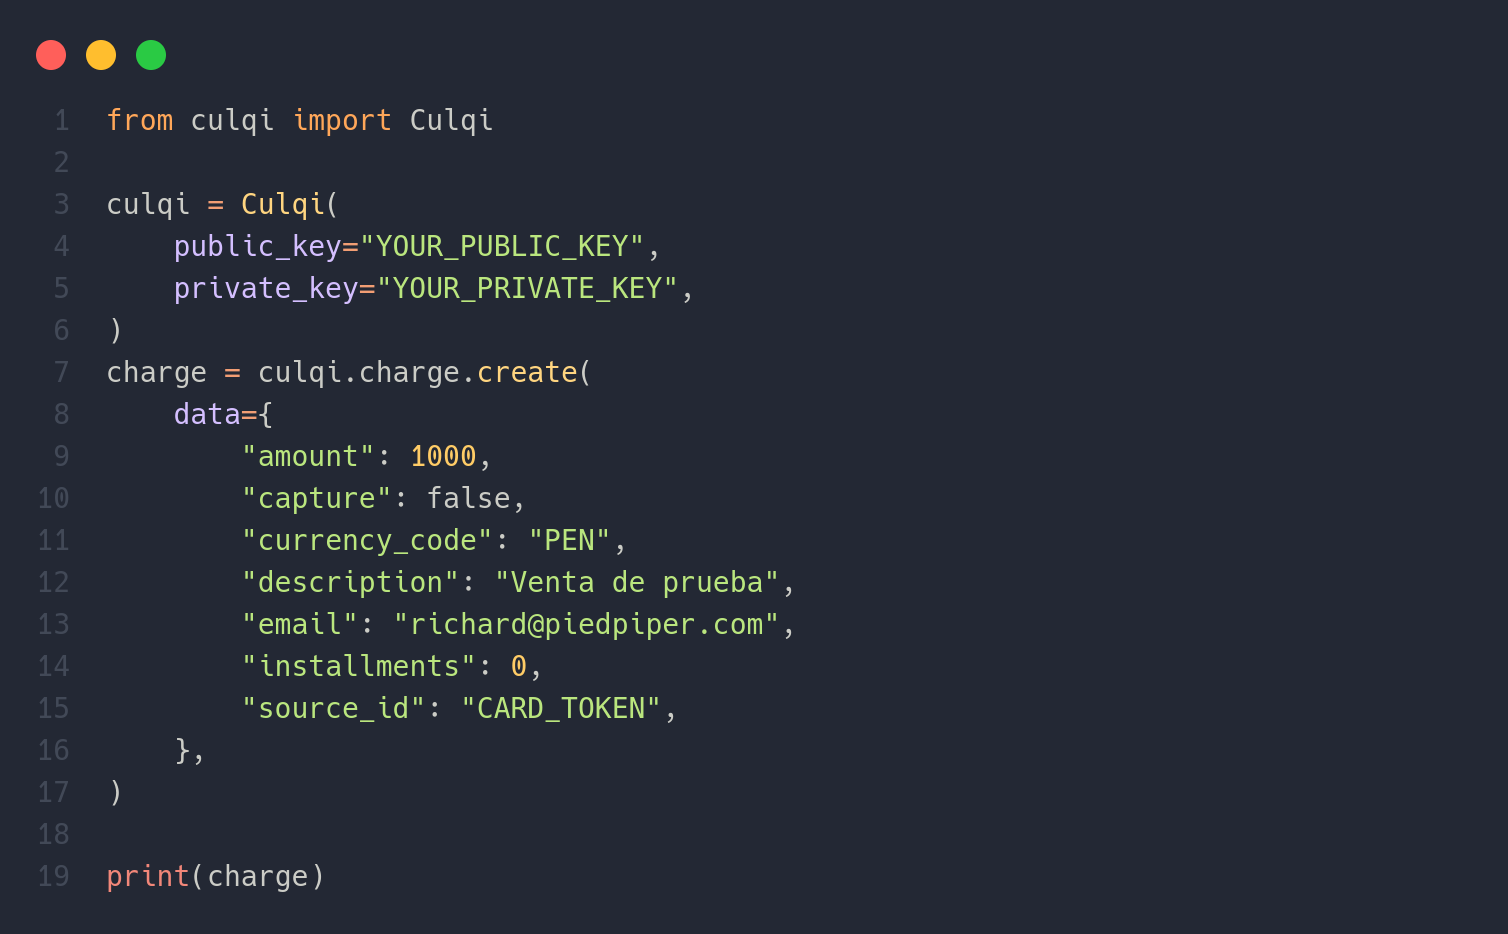 1 from culqi import Culqi
2
3 culqi = Culqi(
4     public_key="YOUR_PUBLIC_KEY",
5     private_key="YOUR_PRIVATE_KEY",
6 )
7 charge = culqi.charge.create(
8     data={
9         "amount": 1000,
10         "capture": false,
11         "currency_code": "PEN",
12         "description": "Venta de prueba",
13         "email": "richard@piedpiper.com",
14         "installments": 0,
15         "source_id": "CARD_TOKEN",
16     },
17 )
18
19 print(charge)